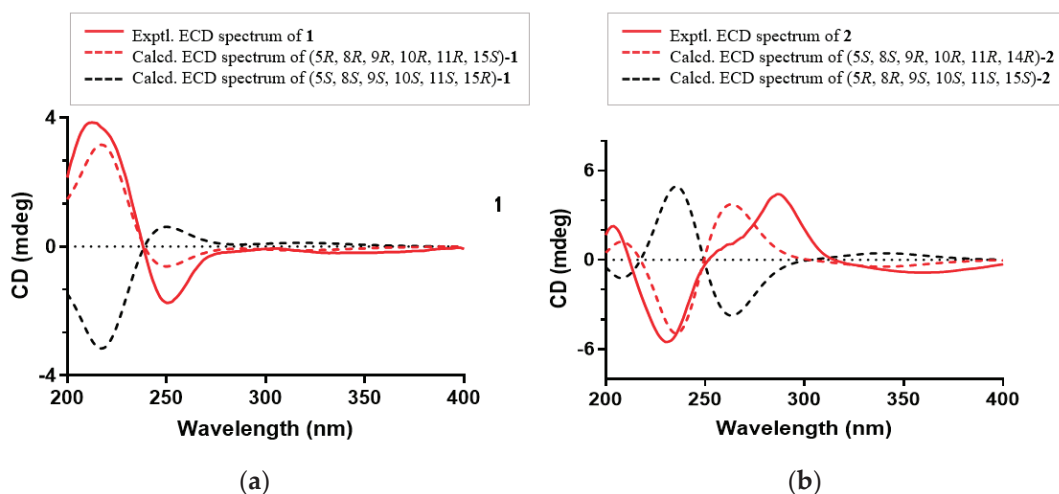 Exptl. ECD spectrum of 1
Calcd. ECD spectrum of (5R, 8R, 9R, 10R, 11R, 15S)-1
Calcd. ECD spectrum of (5S, 8S, 9S, 10S, 11S, 15R)-1
4
0
-4
CD (mdeg)
200
250
300
350
400
Wavelength (nm)
1
(a)
Exptl. ECD spectrum of 2
Calcd. ECD spectrum of (5S, 8S, 9R, 10R, 11R, 14R)-2
Calcd. ECD spectrum of (5R, 8R, 9S, 10S, 11S, 15S)-2
6
0
-6
CD (mdeg)
200
250
300
350
400
Wavelength (nm)
(b)